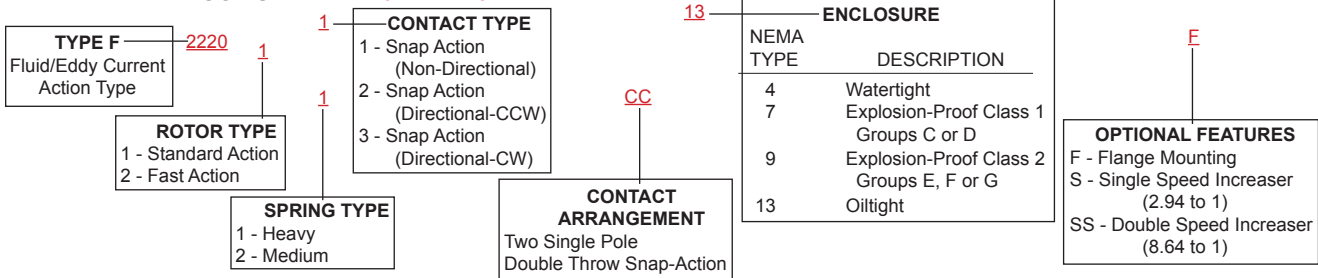 TYPE F
Fluid/Eddy Current
Action Type
2220
1
ROTOR TYPE
1 - Standard Action
2 - Fast Action
1
SPRING TYPE
1 - Heavy
2 - Medium
1
CONTACT TYPE
1 - Snap Action
(Non-Directional)
2 - Snap Action
(Directional-CCW)
3 - Snap Action
(Directional-CW)
CC
CONTACT
ARRANGEMENT
Two Single Pole
Double Throw Snap-Action
13
ENCLOSURE
NEMA
TYPE DESCRIPTION
4 Watertight
7 Explosion-Proof Class 1
Groups C or D
9 Explosion-Proof Class 2
Groups E, F or G
13 Oiltight
F
OPTIONAL FEATURES
F - Flange Mounting
S - Single Speed Increaser
(2.94 to 1)
SS - Double Speed Increaser
(8.64 to 1)